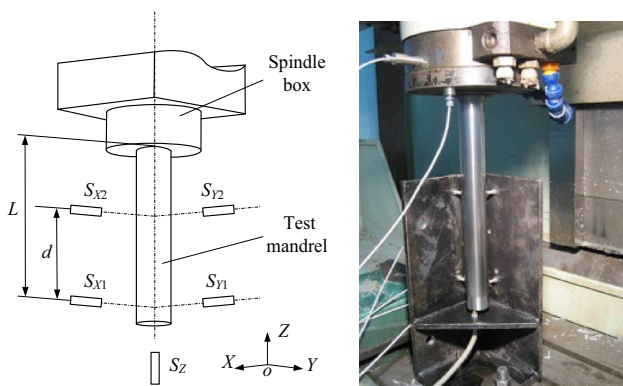 Spindle
box
S_X2 S_Y2
L
d
Test
mandrel
S_X1 S_Y1
Z
S_Z X o Y